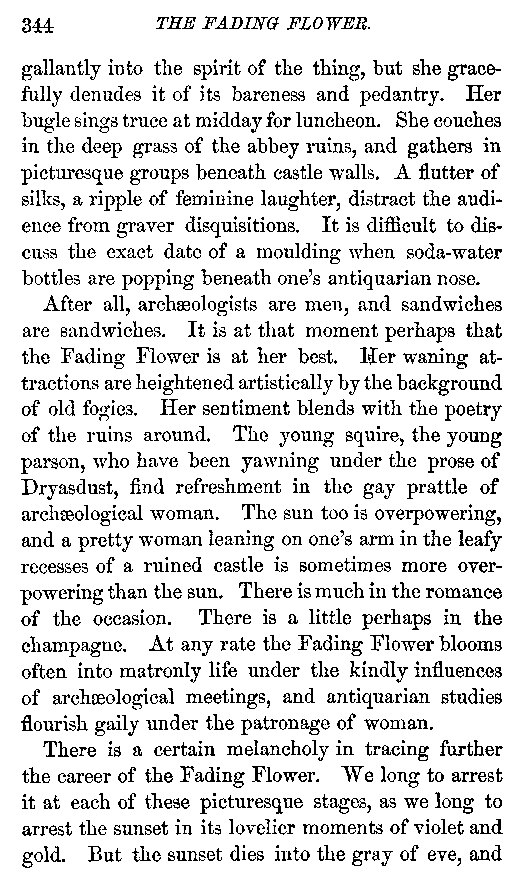 344 THE FADING FLOWER.
gallantly into the spirit of the thing, but she grace-
fully denudes it of its bareness and pedantry. Her
bugle sings truce at midday for luncheon. She couches
in the deep grass of the abbey ruins, and gathers in
picturesque groups beneath castle walls. A flutter of
silks, a ripple of feminine laughter, distract the audi-
ence from graver disquisitions. It is difficult to dis-
cuss the exact date of a moulding when soda-water
bottles are popping beneath one's antiquarian nose.
After all, archæologists are men, and sandwiches
are sandwiches. It is at that moment perhaps that
the Fading Flower is at her best. Her waning at-
tractions are heightened artistically by the background
of old fogies. Her sentiment blends with the poetry
of the ruins around. The young squire, the young
parson, who have been yawning under the prose of
Dryasdust, find refreshment in the gay prattle of
archæological woman. The sun too is overpowering,
and a pretty woman leaning on one's arm in the leafy
recesses of a ruined castle is sometimes more over-
powering than the sun. There is much in the romance
of the occasion. There is a little perhaps in the
champagne. At any rate the Fading Flower blooms
often into matronly life under the kindly influences
of archæological meetings, and antiquarian studies
flourish gaily under the patronage of woman.
There is a certain melancholy in tracing further
the career of the Fading Flower. We long to arrest
it at each of these picturesque stages, as we long to
arrest the sunset in its lovelier moments of violet and
gold. But the sunset dies into the gray of eve, and